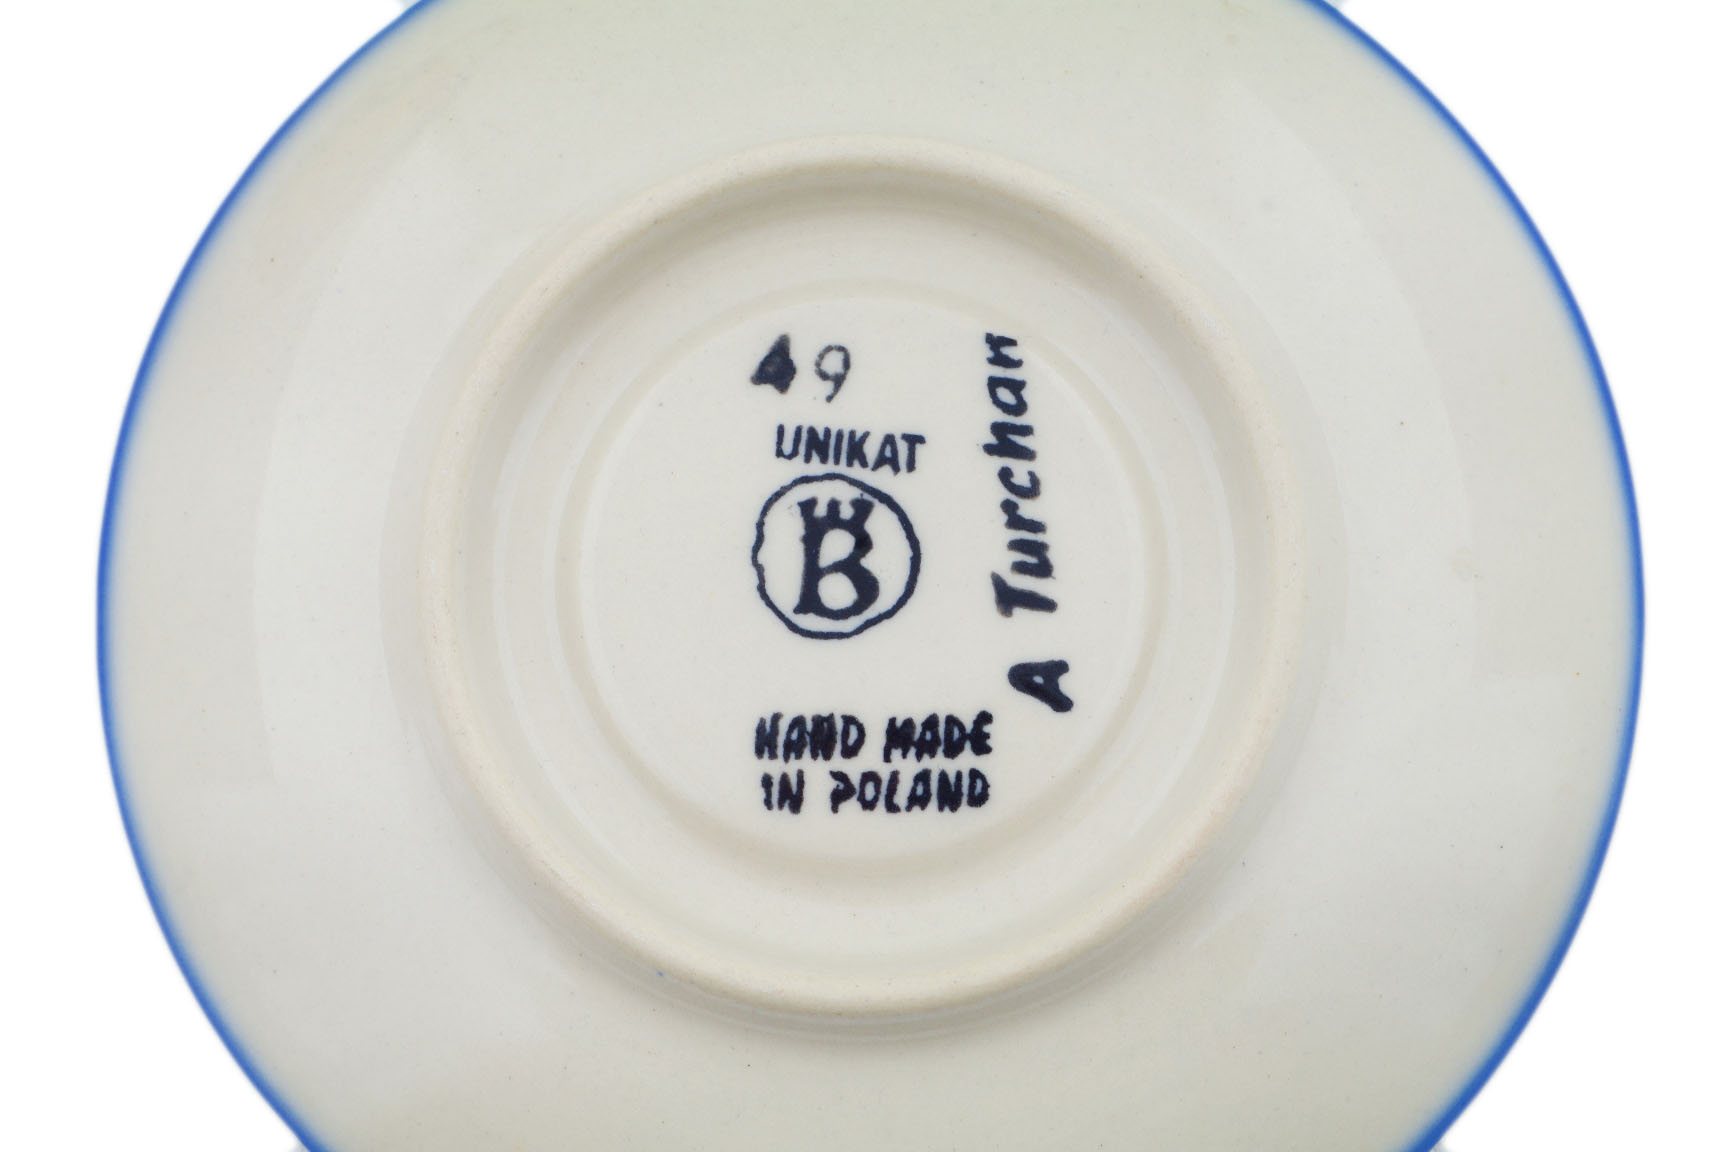 49
UNIKAT
B
HAND MADE
IN POLAND
A Turchan